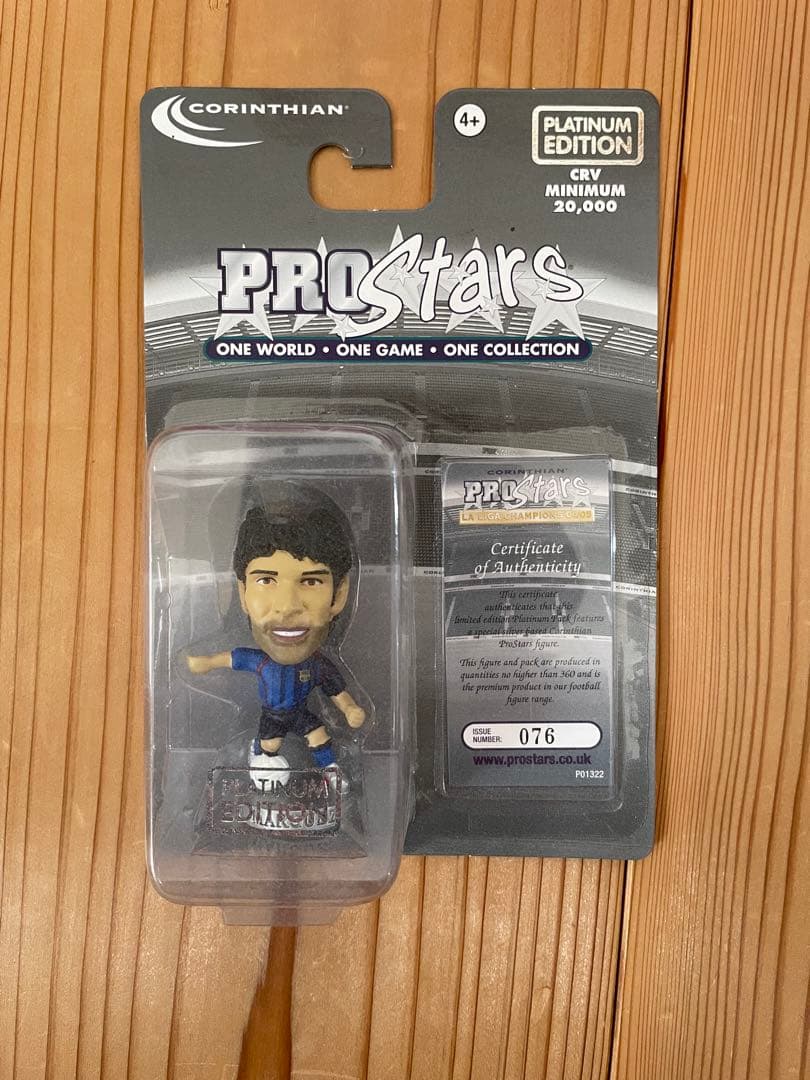 CORINTHIAN
4+
PLATINUM
EDITION
CRV
MINIMUM
20,000
PROStars
ONE WORLD • ONE GAME • ONE COLLECTION
CORINTHIAN
PROStars
LA LIGA CHAMPIONS
Certificate
of Authenticity
This certificate
authenticates that this
limited edition Platinum Pack features
a special silver based Corinthian
ProStars figure.
This figure and pack are produced in
quantities no higher than 360 and is
the premium product in our football
figure range.
ISSUE
NUMBER: 076
www.prostars.co.uk
P01322
PLATINUM
EDITION